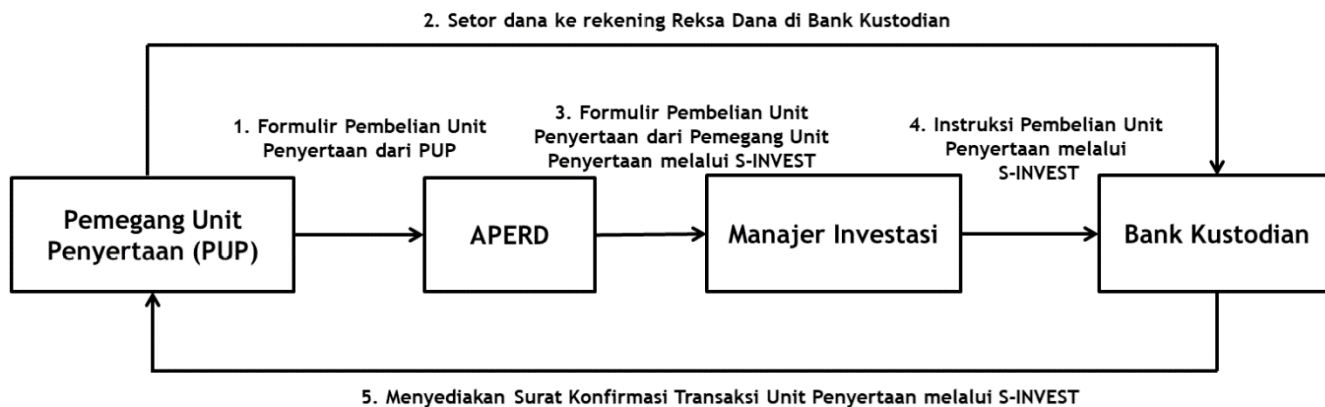 2. Setor dana ke rekening Reksa Dana di Bank Kustodian
1. Formulir Pembelian Unit
Penyertaan dari PUP
3. Formulir Pembelian Unit
Penyertaan dari Pemegang Unit
Penyertaan melalui S-INVEST
4. Instruksi Pembelian Unit
Penyertaan melalui
S-INVEST
Pemegang Unit
Penyertaan (PUP)
APERD
Manajer Investasi
Bank Kustodian
5. Menyediakan Surat Konfirmasi Transaksi Unit Penyertaan melalui S-INVEST